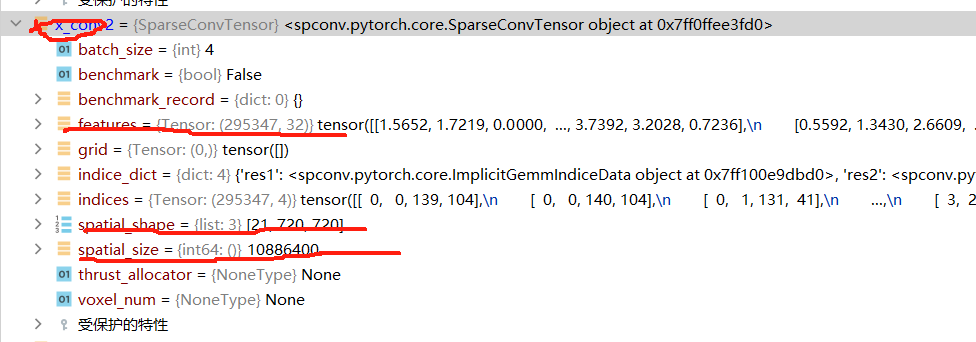 受保护的特性
x_conv2 = {SparseConvTensor} <spconv.pytorch.core.SparseConvTensor object at 0x7ff0ffee3fd0>
01 batch_size = {int} 4
01 benchmark = {bool} False
benchmark_record = {dict: 0} {}
features = {Tensor: (295347, 32)} tensor([[1.5652, 1.7219, 0.0000, ..., 3.7392, 3.2028, 0.7236],\n [0.5592, 1.3430, 2.6609, .
grid = {Tensor: (0,)} tensor([])
indice_dict = {dict: 4} {'res1': <spconv.pytorch.core.ImplicitGemmIndiceData object at 0x7ff100e9dbd0>, 'res2': <spconv.py
indices = {Tensor: (295347, 4)} tensor([[ 0, 0, 139, 104],\n [ 0, 0, 140, 104],\n [ 0, 1, 131, 41],\n ...,\n [ 3, 2
spatial_shape = {list: 3} [21, 720, 720]
spatial_size = {int64: ()} 10886400
01 thrust_allocator = {NoneType} None
01 voxel_num = {NoneType} None
受保护的特性